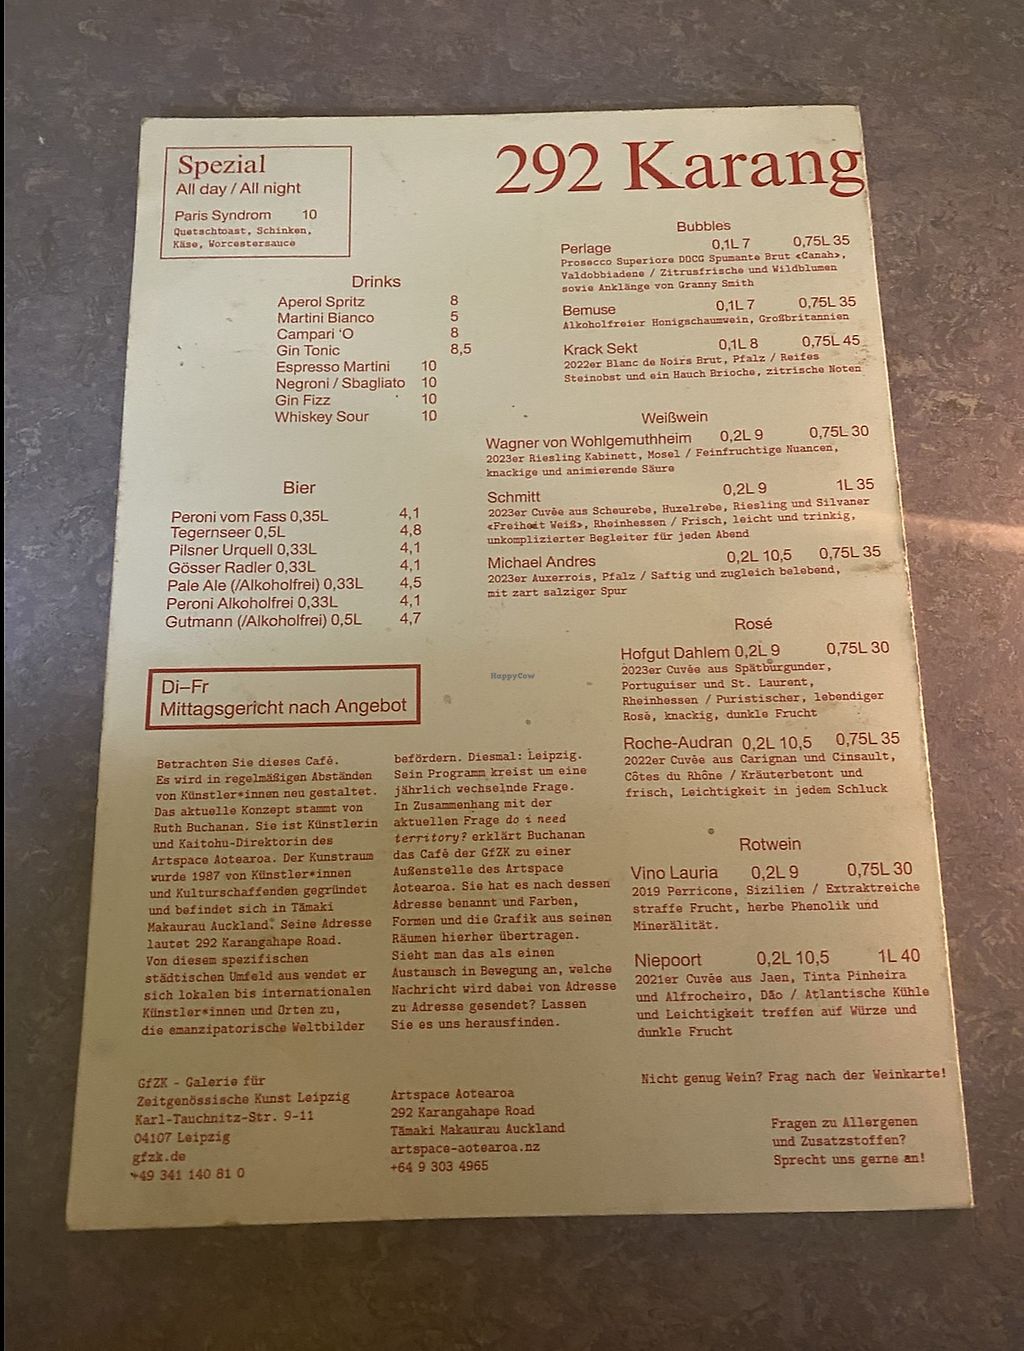 292 Karang
Spezial
All day / All night
Paris Syndrom 10
Quetschtoast, Schinken,
Käse, Worcestersauce
Drinks
Aperol Spritz 8
Martini Bianco 5
Campari ‘O 8
Gin Tonic 8,5
Espresso Martini 10
Negroni / Sbagliato 10
Gin Fizz 10
Whiskey Sour 10
Bier
Peroni vom Fass 0,35L 4,1
Tegernseer 0,5L 4,8
Pilsner Urquell 0,33L 4,1
Gösser Radler 0,33L 4,1
Pale Ale (/Alkoholfrei) 0,33L 4,5
Peroni Alkoholfrei 0,33L 4,1
Gutmann (/Alkoholfrei) 0,5L 4,7
Di–Fr
Mittagsgericht nach Angebot
Bubbles
Perlage 0,1L 7 0,75L 35
Prosecco Superiore DOCG Spumante Brut <Canah>,
Valdobbiadene / Zitrusfrische und Wildblumen
sowie Anklänge von Granny Smith
Bemuse 0,1L 7 0,75L 35
Alkoholfreier Honigschaumwein, Großbritannien
Krack Sekt 0,1L 8 0,75L 45
2022er Blanc de Noirs Brut, Pfalz / Reifes
Steinobst und ein Hauch Brioche, zitrische Noten
Weißwein
Wagner von Wohlgemuthheim 0,2L 9 0,75L 30
2023er Riesling Kabinett, Mosel / Feinfruchtige Nuancen,
knackige und animierende Säure
Schmitt 0,2L 9 1L 35
2023er Cuvée aus Scheurebe, Huxelrebe, Riesling und Silvaner
<Freiheit Weiß>, Rheinhessen / Frisch, leicht und trinkig,
unkomplizierter Begleiter für jeden Abend
Michael Andres 0,2L 10,5 0,75L 35
2023er Auxerrois, Pfalz / Saftig und zugleich belebend,
mit zart salziger Spur
Rosé
Hofgut Dahlem 0,2L 9 0,75L 30
2023er Cuvée aus Spätburgunder,
Portuguiser und St. Laurent,
Rheinhessen / Puristischer, lebendiger
Rosé, knackig, dunkle Frucht
Roche-Audran 0,2L 10,5 0,75L 35
2022er Cuvée aus Carignan und Cinsault,
Côtes du Rhône / Kräuterbetont und
frisch, Leichtigkeit in jedem Schluck
Rotwein
Vino Lauria 0,2L 9 0,75L 30
2019 Perricone, Sizilien / Extraktreiche
straffe Frucht, herbe Phenolik und
Minerälität.
Niepoort 0,2L 10,5 1L 40
2021er Cuvée aus Jaen, Tinta Pinheira
und Alfrocheiro, Dão / Atlantische Kühle
und Leichtigkeit treffen auf Würze und
dunkle Frucht
Nicht genug Wein? Frag nach der Weinkarte!
Fragen zu Allergenen
und Zusatzstoffen?
Sprecht uns gerne an!
Betrachten Sie dieses Café.
Es wird in regelmäßigen Abständen
von Künstler*innen neu gestaltet.
Das aktuelle Konzept stammt von
Ruth Buchanan. Sie ist Künstlerin
und Kaitohu-Direktorin des
Artspace Aotearoa. Der Kunstraum
wurde 1987 von Künstler*innen
und Kulturschaffenden gegründet
und befindet sich in Tāmaki
Makaurau Auckland. Seine Adresse
lautet 292 Karangahape Road.
Von diesem spezifischen
städtischen Umfeld aus wendet er
sich lokalen bis internationalen
Künstler*innen und Orten zu,
die emanzipatorische Weltbilder
befördern. Diesmal: Leipzig.
Sein Programm kreist um eine
jährlich wechselnde Frage.
In Zusammenhang mit der
aktuellen Frage do i need
territory? erklärt Buchanan
das Café der GfZK zu einer
Außenstelle des Artspace
Aotearoa. Sie hat es nach dessen
Adresse benannt und Farben,
Formen und die Grafik aus seinen
Räumen hierher übertragen.
Sieht man das als einen
Austausch in Bewegung an, welche
Nachricht wird dabei von Adresse
zu Adresse gesendet? Lassen
Sie es uns herausfinden.
GfZK - Galerie für
Zeitgenössische Kunst Leipzig
Karl-Tauchnitz-Str. 9-11
04107 Leipzig
gfzk.de
+49 341 140 81 0
Artspace Aotearoa
292 Karangahape Road
Tāmaki Makaurau Auckland
artspace-aotearoa.nz
+64 9 303 4965
HappyCow